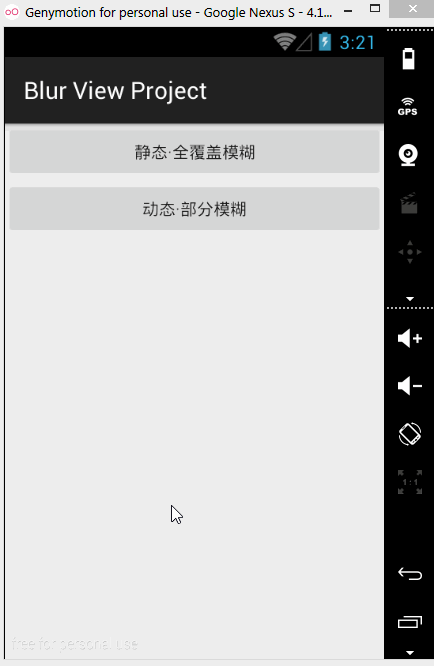 Genymotion for personal use - Google Nexus S - 4.1...
3:21
Blur View Project
GPS
静态·全覆盖模糊
动态·部分模糊
1:1
free for personal use